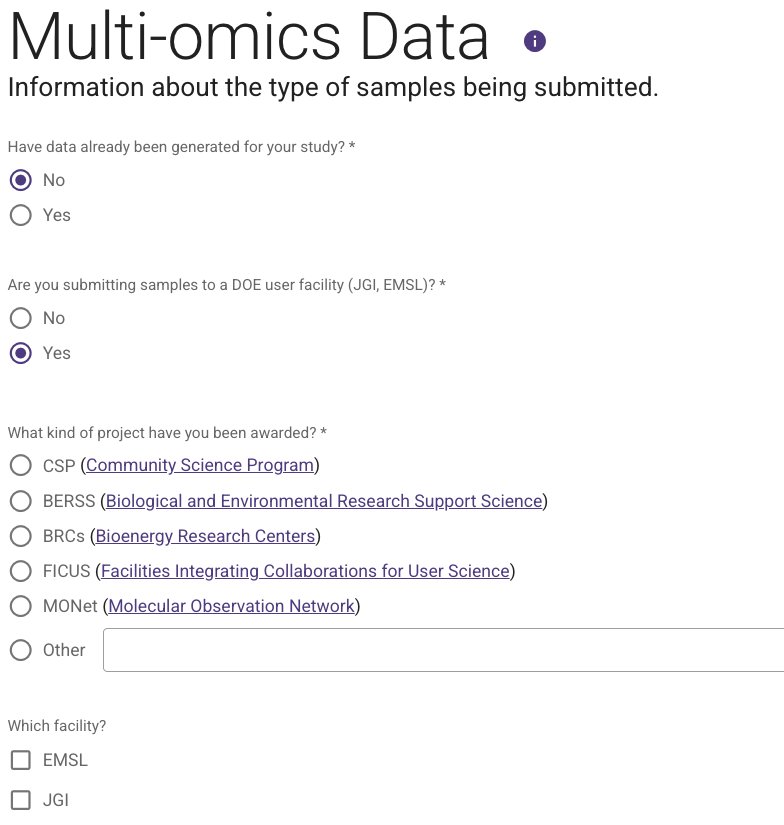 Multi-omics Data
Information about the type of samples being submitted.
Have data already been generated for your study? *
No
Yes
Are you submitting samples to a DOE user facility (JGI, EMSL)? *
No
Yes
What kind of project have you been awarded? *
CSP (Community Science Program)
BERSS (Biological and Environmental Research Support Science)
BRCs (Bioenergy Research Centers)
FICUS (Facilities Integrating Collaborations for User Science)
MONet (Molecular Observation Network)
Other
Which facility?
EMSL
JGI